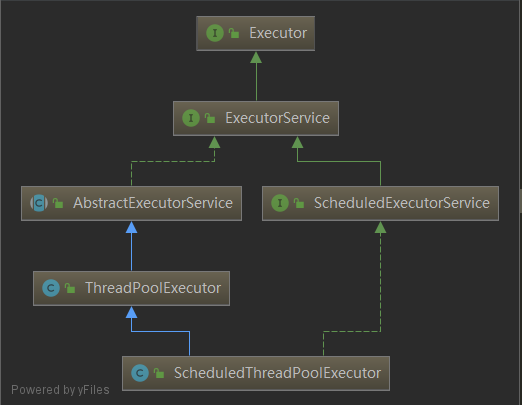 Executor
ExecutorService
AbstractExecutorService
ScheduledExecutorService
ThreadPoolExecutor
ScheduledThreadPoolExecutor
Powered by yFiles